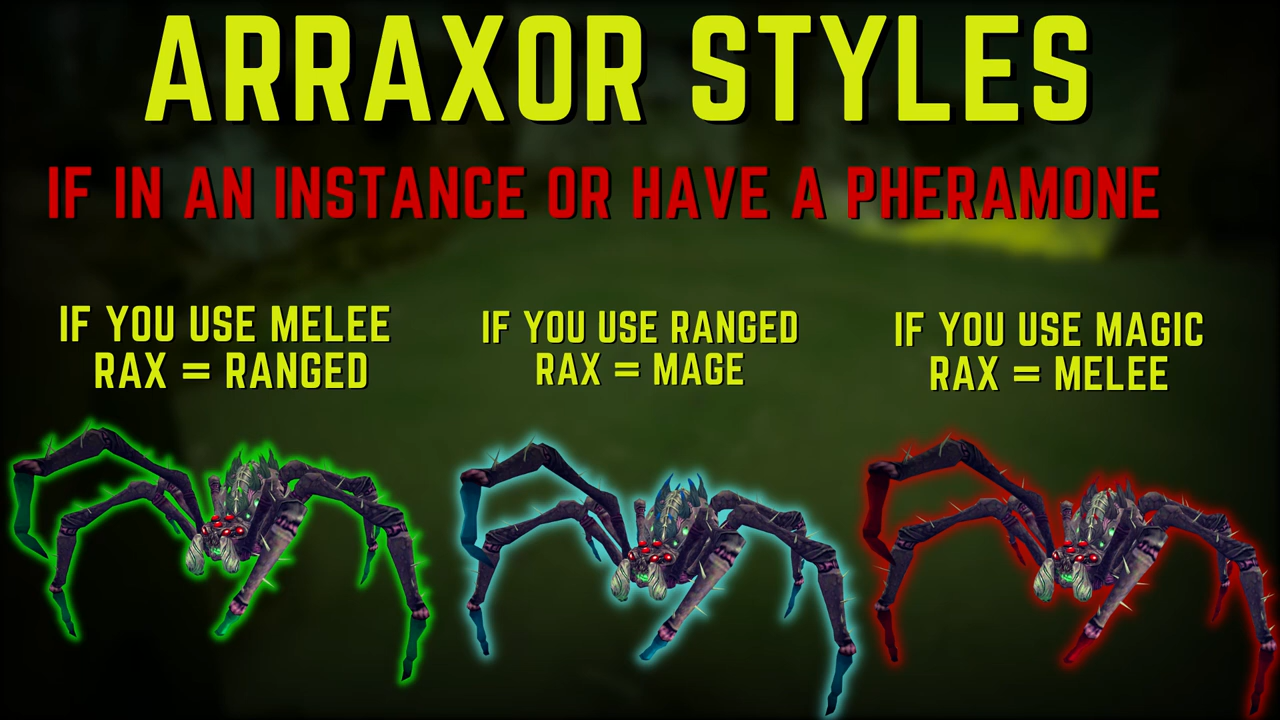 ARRAXOR STYLES
IF IN AN INSTANCE OR HAVE A PHERAMONE
IF YOU USE MELEE
RAX = RANGED
IF YOU USE RANGED
RAX = MAGE
IF YOU USE MAGIC
RAX = MELEE